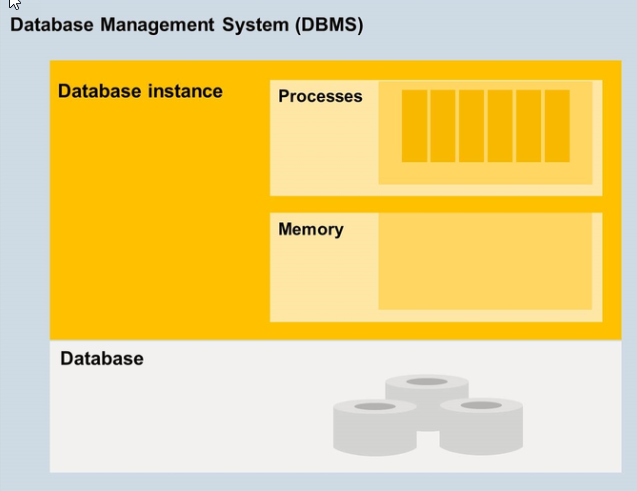 Database Management System (DBMS)
Database instance
Processes
Memory
Database